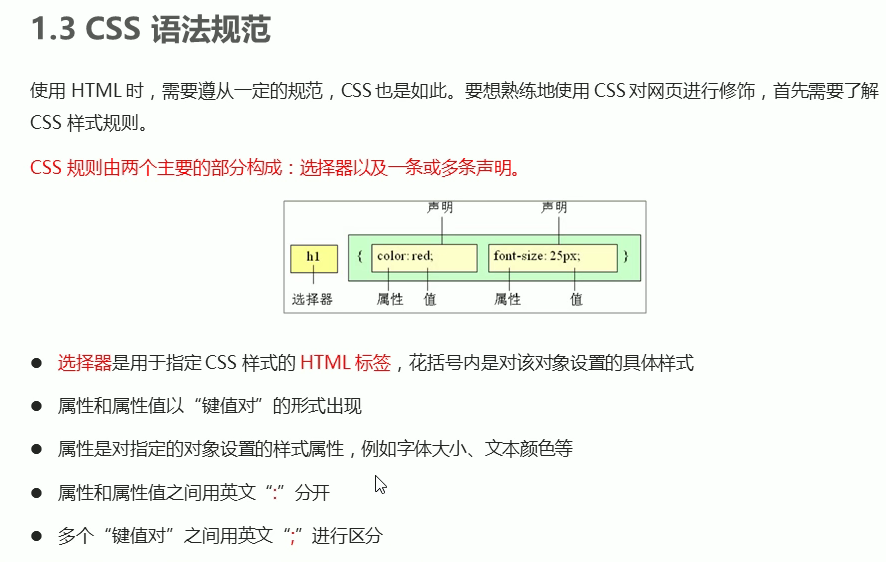 1.3 CSS 语法规范
使用 HTML 时，需要遵从一定的规范，CSS 也是如此。要想熟练地使用 CSS 对网页进行修饰，首先需要了解
CSS 样式规则。
CSS 规则由两个主要的部分构成：选择器以及一条或多条声明。
声明 声明
h1 { color: red; font-size: 25px; }
选择器 属性 值 属性 值
● 选择器是用于指定 CSS 样式的 HTML 标签，花括号内是对该对象设置的具体样式
● 属性和属性值以“键值对”的形式出现
● 属性是对指定的对象设置的样式属性，例如字体大小、文本颜色等
● 属性和属性值之间用英文“:”分开
● 多个“键值对”之间用英文“;”进行区分